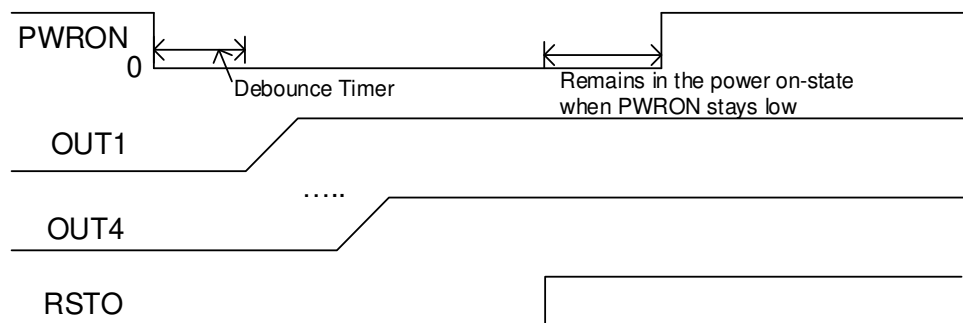 PWRON
0
Debounce Timer
Remains in the power on-state
when PWRON stays low
OUT1
.....
OUT4
RSTO